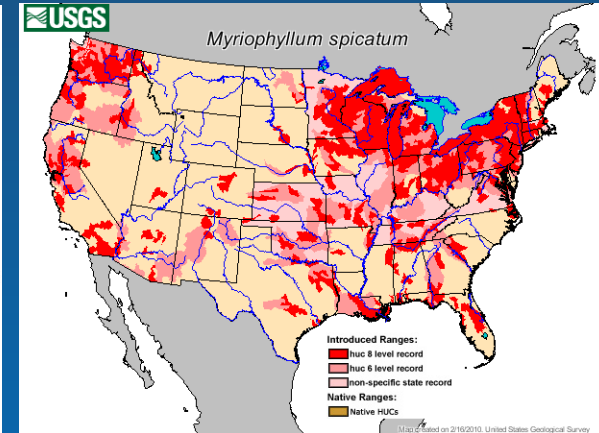 USGS
Myriophyllum spicatum
Introduced Ranges:
huc 8 level record
huc 6 level record
non-specific state record
Native Ranges:
Native HUCs
Map created on 2/16/2010. United States Geological Survey